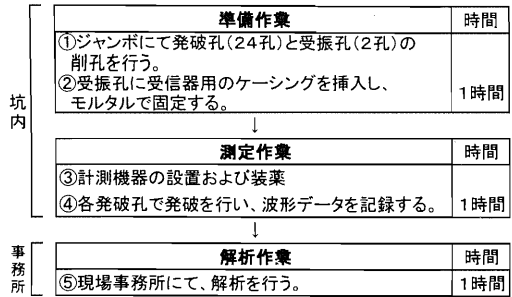 準備作業 時間
①ジャンボにて発破孔(24孔)と受振孔(2孔)の
削孔を行う。
②受振孔に受信器用のケーシングを挿入し、
モルタルで固定する。
1時間
坑内
↓
測定作業 時間
③計測機器の設置および装薬
④各発破孔で発破を行い、波形データを記録する。
1時間
↓
事務所
解析作業 時間
⑤現場事務所にて、解析を行う。 1時間